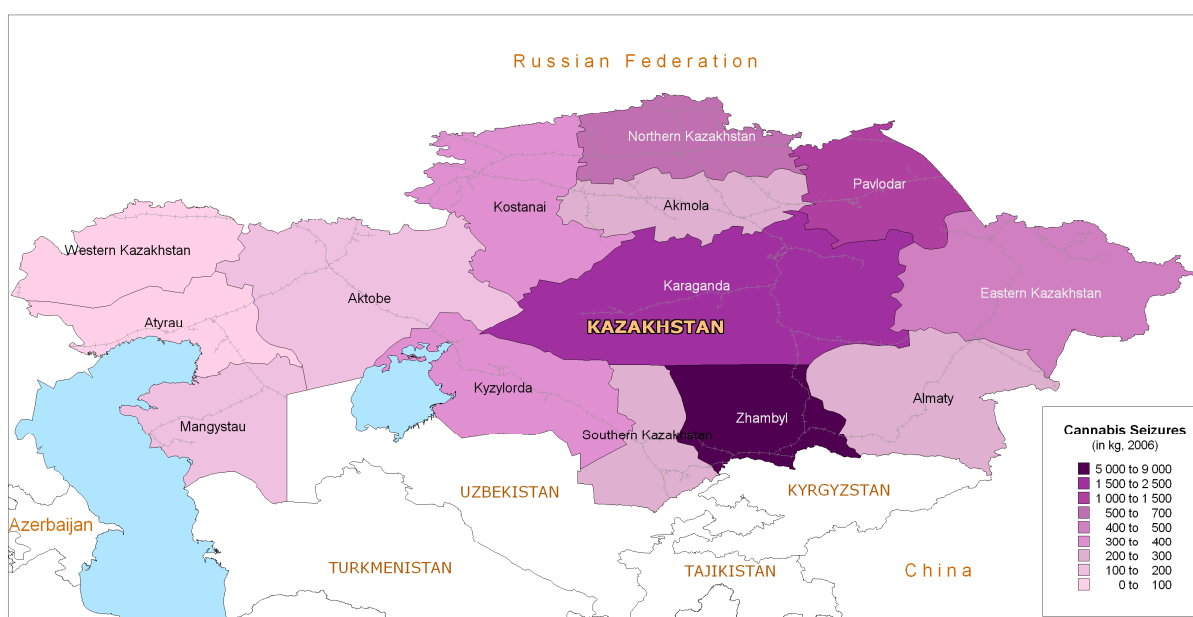 Russian Federation
Northern Kazakhstan
Pavlodar
Kostanai
Akmola
Western Kazakhstan
Karaganda
Eastern Kazakhstan
Aktobe
Atyrau
KAZAKHSTAN
Kyzylorda
Almaty
Zhambyl
Mangystau
Southern Kazakhstan
UZBEKISTAN
KYRGYZSTAN
Azerbaijan
TURKMENISTAN
TAJIKISTAN
China
Cannabis Seizures
(in kg, 2006)
5 000 to 9 000
1 500 to 2 500
1 000 to 1 500
500 to 700
400 to 500
300 to 400
200 to 300
100 to 200
0 to 100